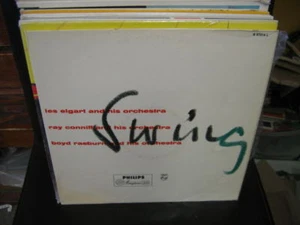 les elgart and his orchestra
Swing
ray conniff and his orchestra
boyd raeburn and his orchestra
PHILIPS